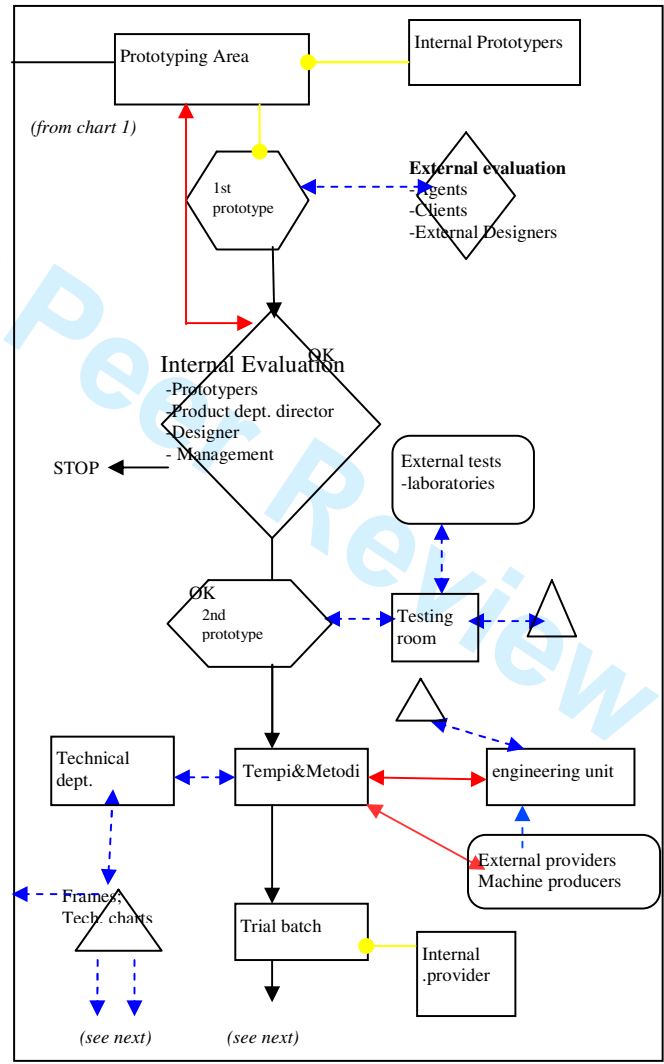 Prototyping Area
Internal Prototypers
(from chart 1)
1st
prototype
External evaluation
-Agents
-Clients
-External Designers
OK
Internal Evaluation
-Prototypers
-Product dept. director
-Designer
- Management
STOP
External tests
-laboratories
OK
2nd
prototype
Testing
room
Technical
dept.
Tempi&Metodi
engineering unit
External providers
Machine producers
Frames;
Tech. charts
Trial batch
Internal
.provider
(see next)
(see next)
Peer Review